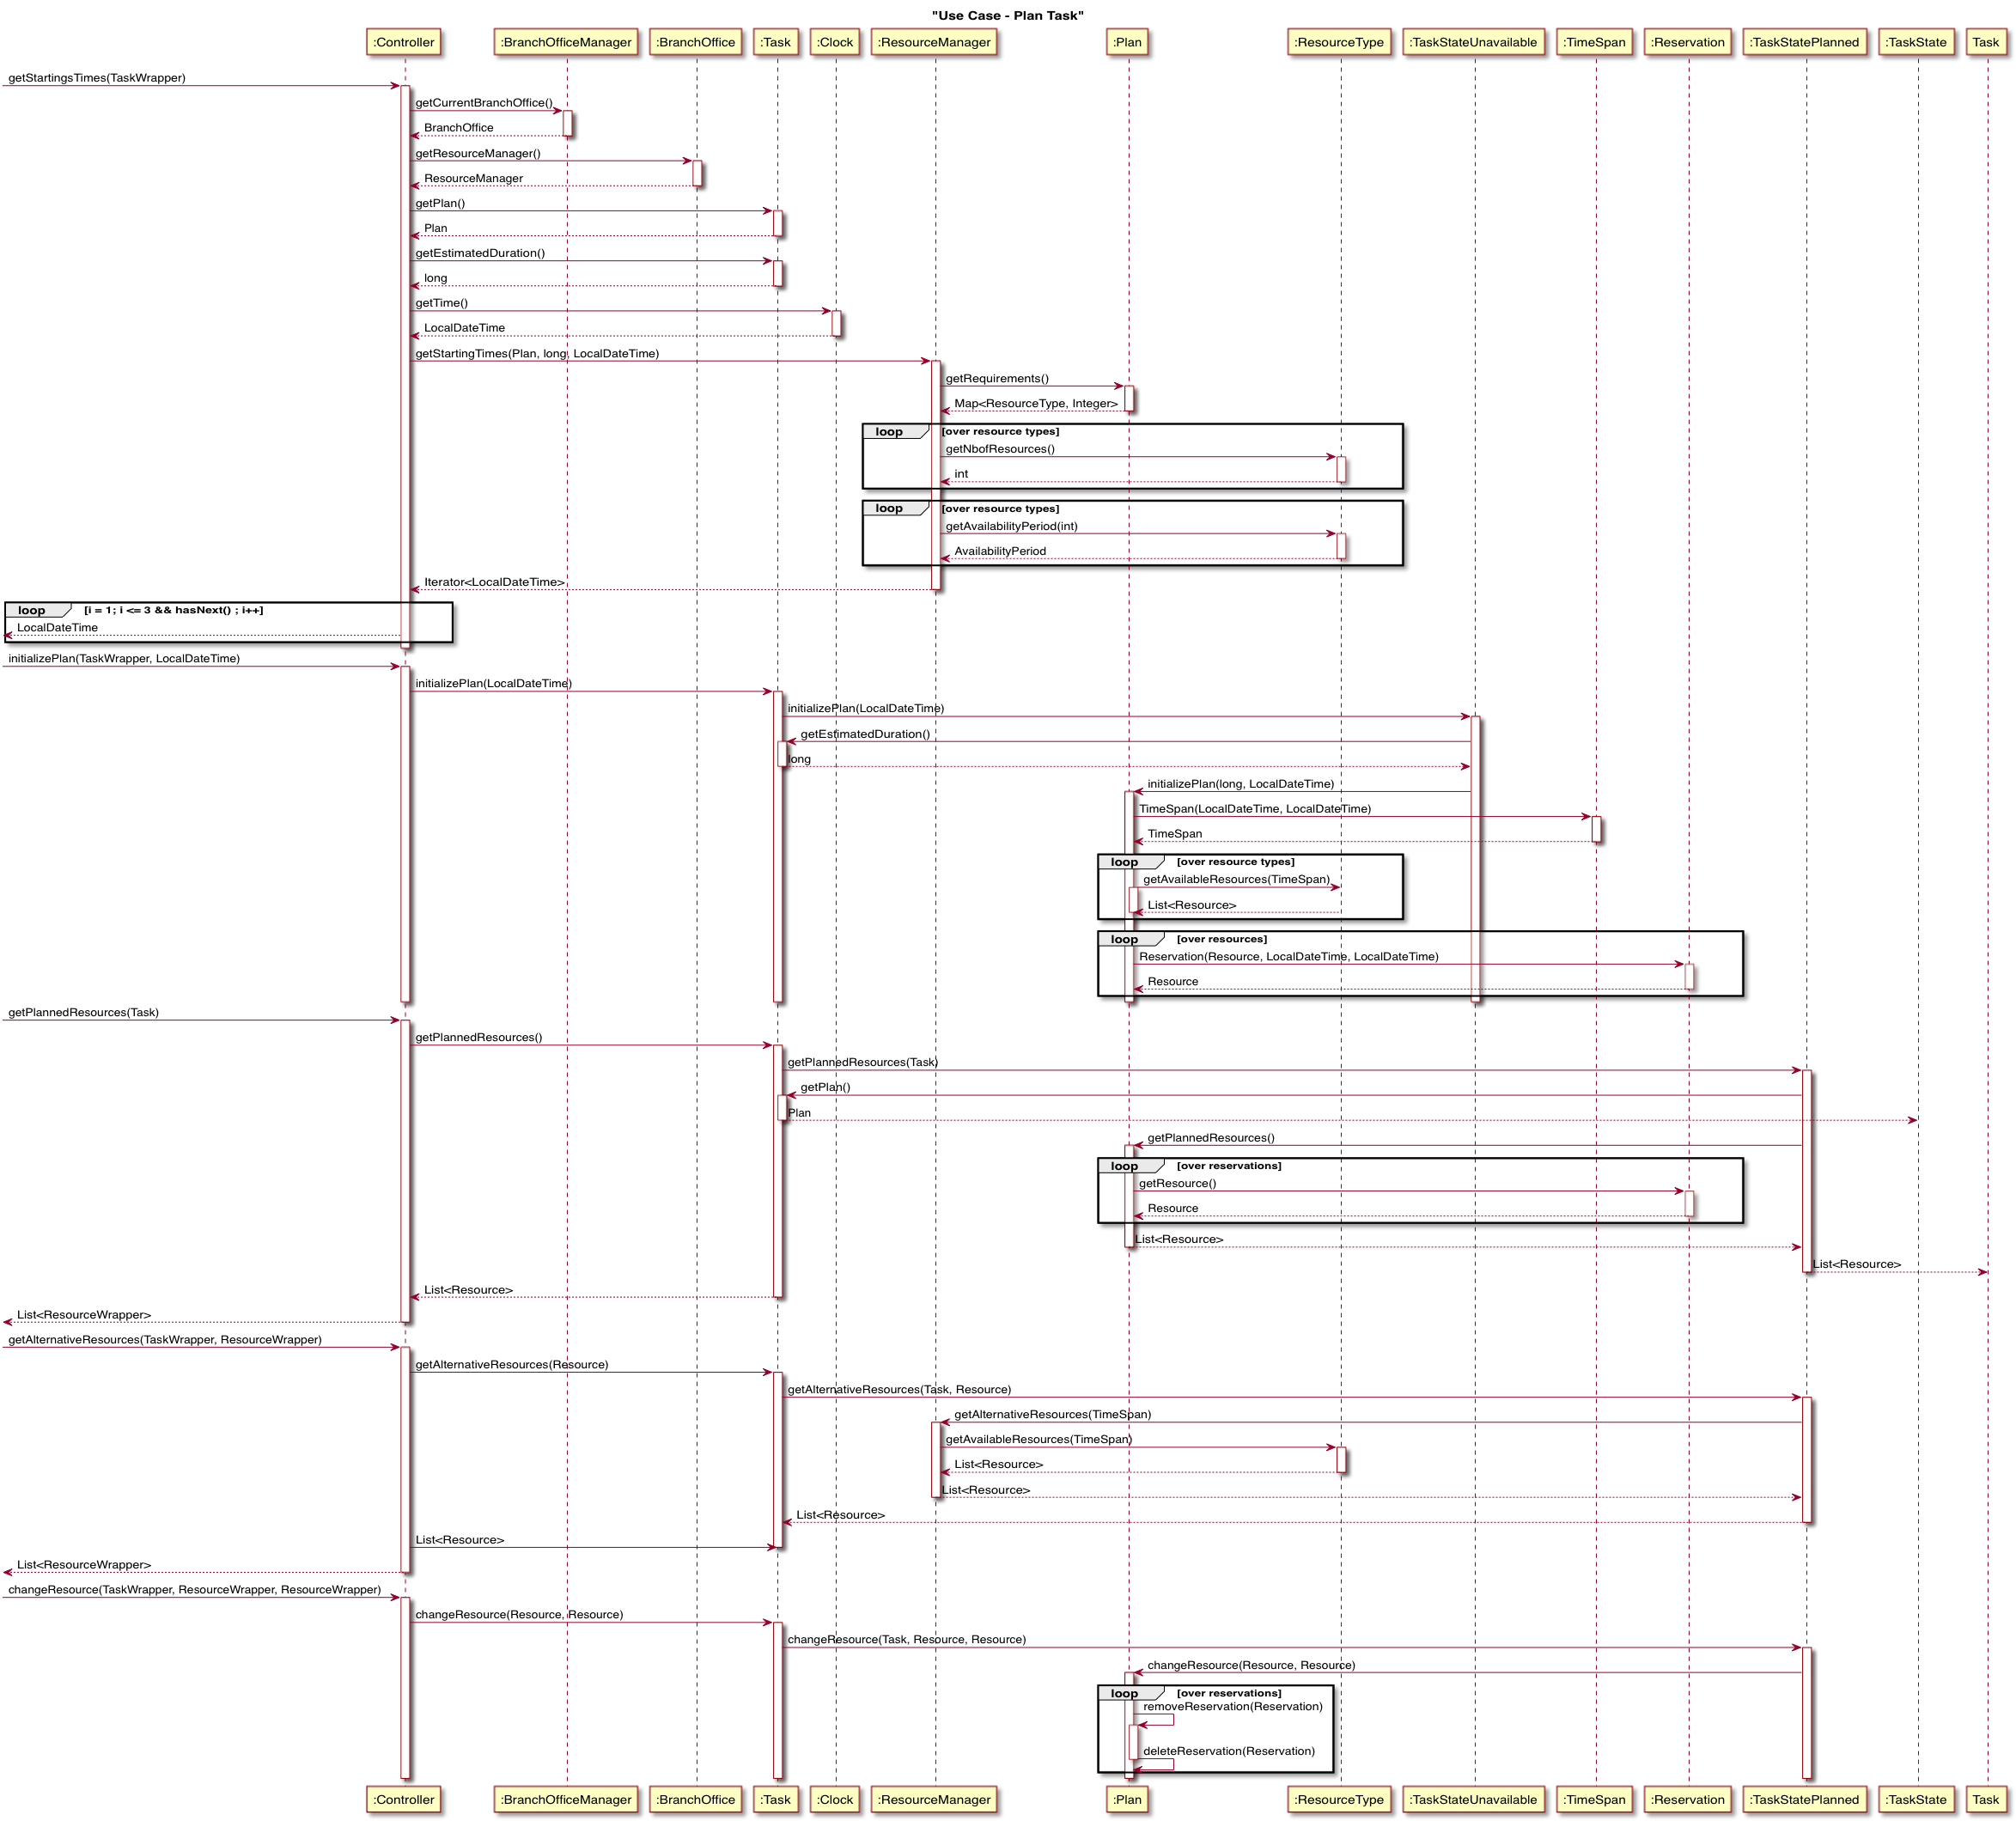 "Use Case - Plan Task"
:Controller :BranchOfficeManager :BranchOffice :Task :Clock :ResourceManager :Plan :ResourceType :TaskStateUnavailable :TimeSpan :Reservation :TaskStatePlanned :TaskState Task
getStartingsTimes(TaskWrapper)
getCurrentBranchOffice()
BranchOffice
getResourceManager()
ResourceManager
getPlan()
Plan
getEstimatedDuration()
long
getTime()
LocalDateTime
getStartingTimes(Plan, long, LocalDateTime)
getRequirements()
Map<ResourceType, Integer>
loop [over resource types]
getNbofResources()
int
loop [over resource types]
getAvailabilityPeriod(int)
AvailabilityPeriod
Iterator<LocalDateTime>
loop [i = 1; i <= 3 && hasNext() ; i++]
LocalDateTime
initializePlan(TaskWrapper, LocalDateTime)
initializePlan(LocalDateTime)
initializePlan(LocalDateTime)
getEstimatedDuration()
long
initializePlan(long, LocalDateTime)
TimeSpan(LocalDateTime, LocalDateTime)
TimeSpan
loop [over resource types]
getAvailableResources(TimeSpan)
List<Resource>
loop [over resources]
Reservation(Resource, LocalDateTime, LocalDateTime)
Resource
getPlannedResources(Task)
getPlannedResources()
getPlannedResources(Task)
getPlan()
Plan
getPlannedResources()
loop [over reservations]
getResource()
Resource
List<Resource>
List<Resource>
List<Resource>
List<ResourceWrapper>
getAlternativeResources(TaskWrapper, ResourceWrapper)
getAlternativeResources(Resource)
getAlternativeResources(Task, Resource)
getAlternativeResources(TimeSpan)
getAvailableResources(TimeSpan)
List<Resource>
List<Resource>
List<Resource>
List<Resource>
List<ResourceWrapper>
changeResource(TaskWrapper, ResourceWrapper, ResourceWrapper)
changeResource(Resource, Resource)
changeResource(Task, Resource, Resource)
changeResource(Resource, Resource)
loop [over reservations]
removeReservation(Reservation)
deleteReservation(Reservation)
:Controller :BranchOfficeManager :BranchOffice :Task :Clock :ResourceManager :Plan :ResourceType :TaskStateUnavailable :TimeSpan :Reservation :TaskStatePlanned :TaskState Task